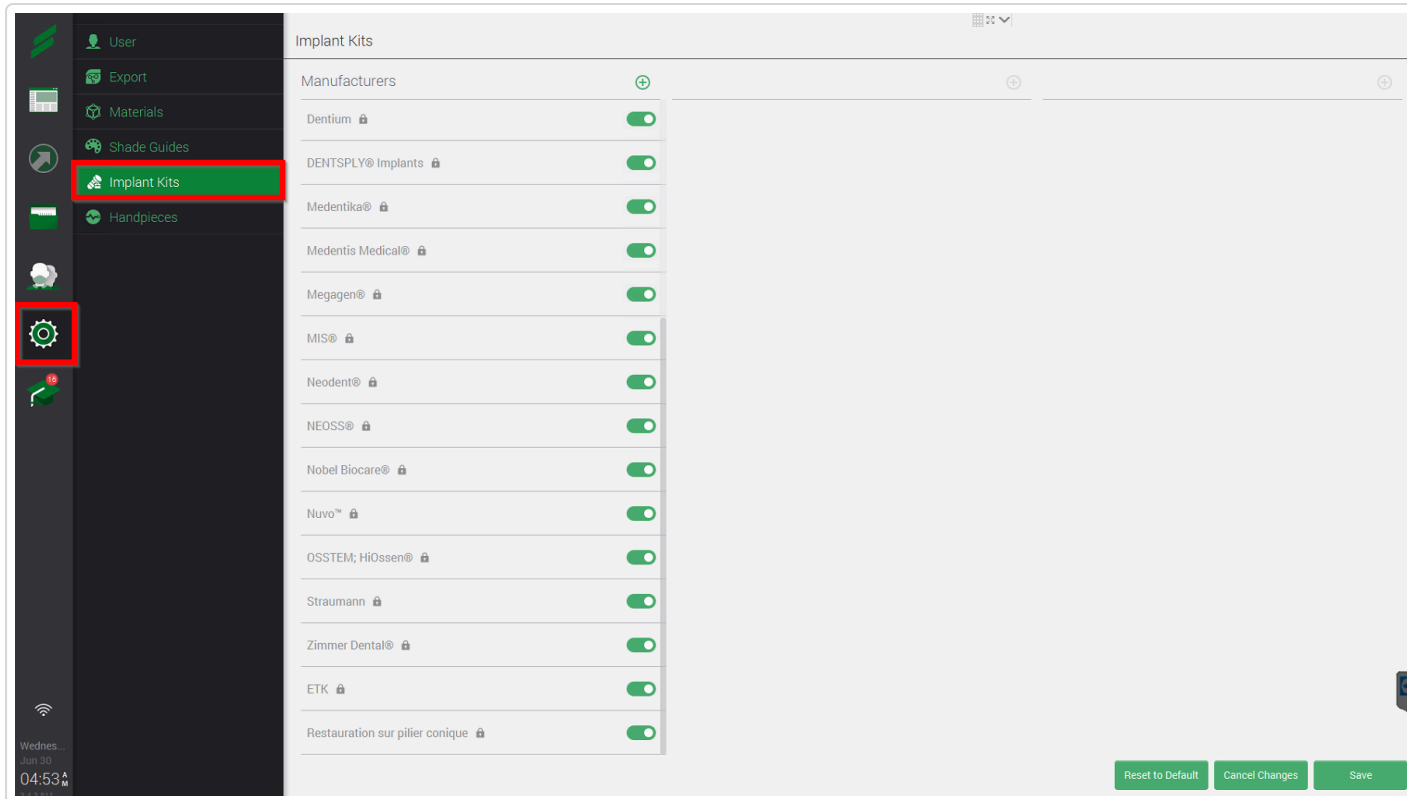 User
Export
Materials
Shade Guides
Implant Kits
Handpieces
16
Wednes...
Jun 30
04:53 AM
Implant Kits
Manufacturers
Dentium
DENTSPLY® Implants
Medentika®
Medentis Medical®
Megagen®
MIS®
Neodent®
NEOSS®
Nobel Biocare®
Nuvo™
OSSTEM; HiOssen®
Straumann
Zimmer Dental®
ETK
Restauration sur pilier conique
Reset to Default
Cancel Changes
Save